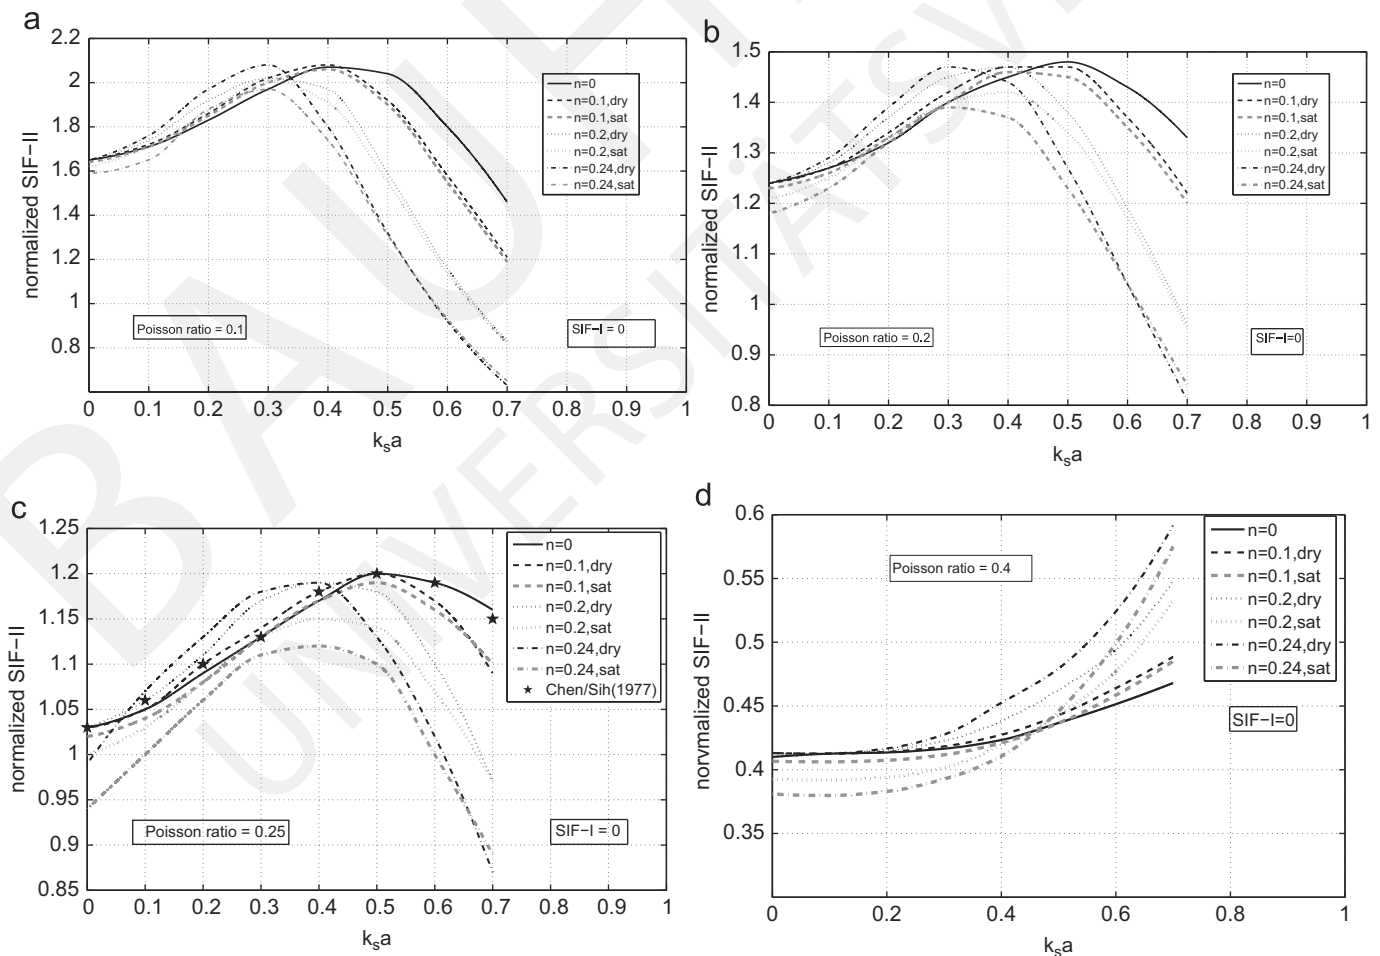 a
2.2
2
1.8
1.6
1.4
1.2
1
0.8
normalized SIF-II
n=0
n=0.1,dry
n=0.1,sat
n=0.2,dry
n=0.2,sat
n=0.24,dry
n=0.24,sat
Poisson ratio = 0.1
SIF-I = 0
0 0.1 0.2 0.3 0.4 0.5 0.6 0.7 0.8 0.9 1
ksa
b
1.5
1.4
1.3
1.2
1.1
1
0.9
0.8
normalized SIF-II
n=0
n=0.1,dry
n=0.1,sat
n=0.2,dry
n=0.2,sat
n=0.24,dry
n=0.24,sat
Poisson ratio = 0.2
SIF-I=0
0 0.1 0.2 0.3 0.4 0.5 0.6 0.7 0.8 0.9 1
ksa
c
1.25
1.2
1.15
1.1
1.05
1
0.95
0.9
0.85
normalized SIF-II
n=0
n=0.1,dry
n=0.1,sat
n=0.2,dry
n=0.2,sat
n=0.24,dry
n=0.24,sat
Chen/Sih(1977)
Poisson ratio = 0.25
SIF-I = 0
0 0.1 0.2 0.3 0.4 0.5 0.6 0.7 0.8 0.9 1
ksa
d
0.6
0.55
0.5
0.45
0.4
0.35
norvmalized SIF-II
n=0
n=0.1,dry
n=0.1,sat
n=0.2,dry
n=0.2,sat
n=0.24,dry
n=0.24,sat
Poisson ratio = 0.4
SIF-I=0
0 0.2 0.4 0.6 0.8 1
ksa
BAUH
UNIVERSITÄTSVE